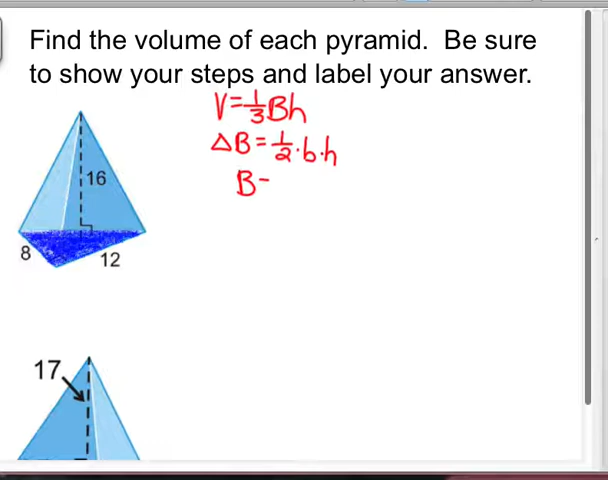 Find the volume of each pyramid. Be sure
to show your steps and label your answer.
V=1/3Bh
△B=1/2·b·h
B-
16
8
12
17